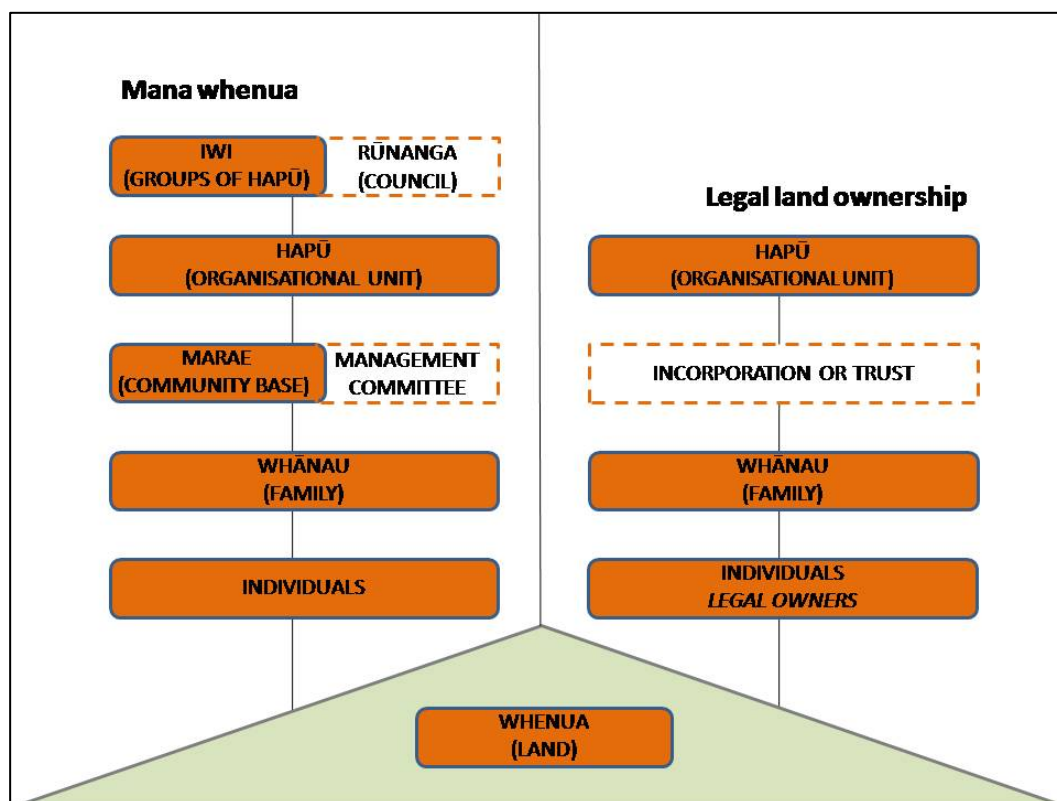 Mana whenua
IWI
(GROUPS OF HAPŪ)
RŪNANGA
(COUNCIL)
HAPŪ
(ORGANISATIONAL UNIT)
MARAE
(COMMUNITY BASE)
MANAGEMENT
COMMITTEE
WHĀNAU
(FAMILY)
INDIVIDUALS
Legal land ownership
HAPŪ
(ORGANISATIONAL UNIT)
INCORPORATION OR TRUST
WHĀNAU
(FAMILY)
INDIVIDUALS
LEGAL OWNERS
WHENUA
(LAND)